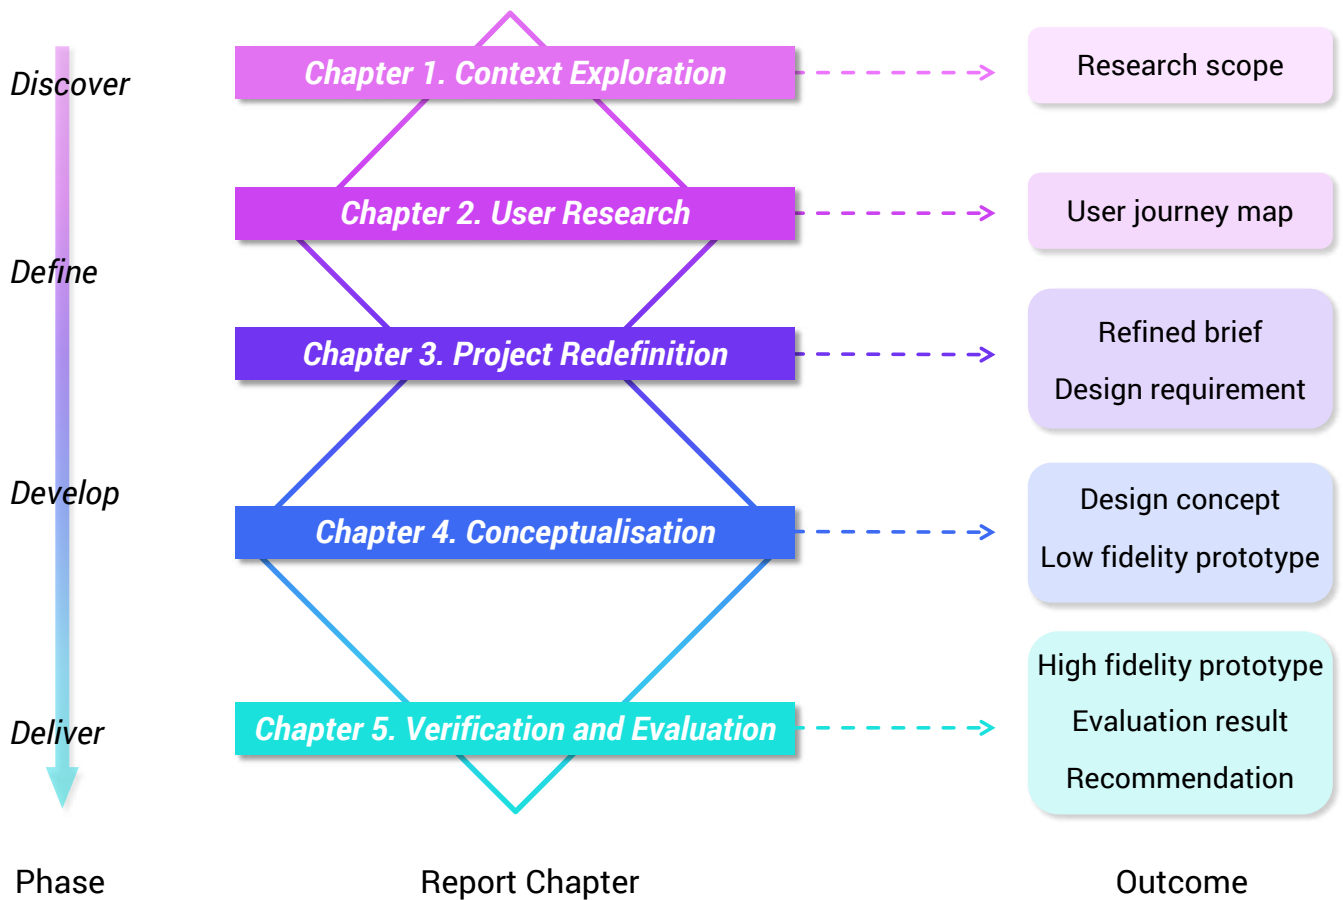 Discover
Chapter 1. Context Exploration
Research scope
Chapter 2. User Research
User journey map
Define
Chapter 3. Project Redefinition
Refined brief
Design requirement
Develop
Chapter 4. Conceptualisation
Design concept
Low fidelity prototype
Deliver
Chapter 5. Verification and Evaluation
High fidelity prototype
Evaluation result
Recommendation
Phase
Report Chapter
Outcome